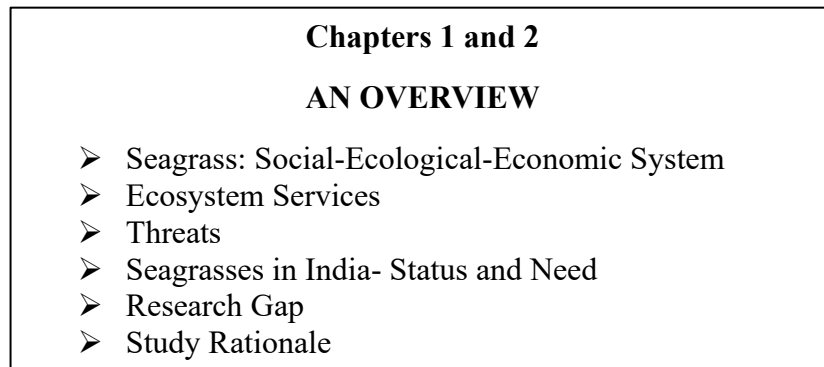 Chapters 1 and 2
AN OVERVIEW
➢ Seagrass: Social-Ecological-Economic System
➢ Ecosystem Services
➢ Threats
➢ Seagrasses in India- Status and Need
➢ Research Gap
➢ Study Rationale